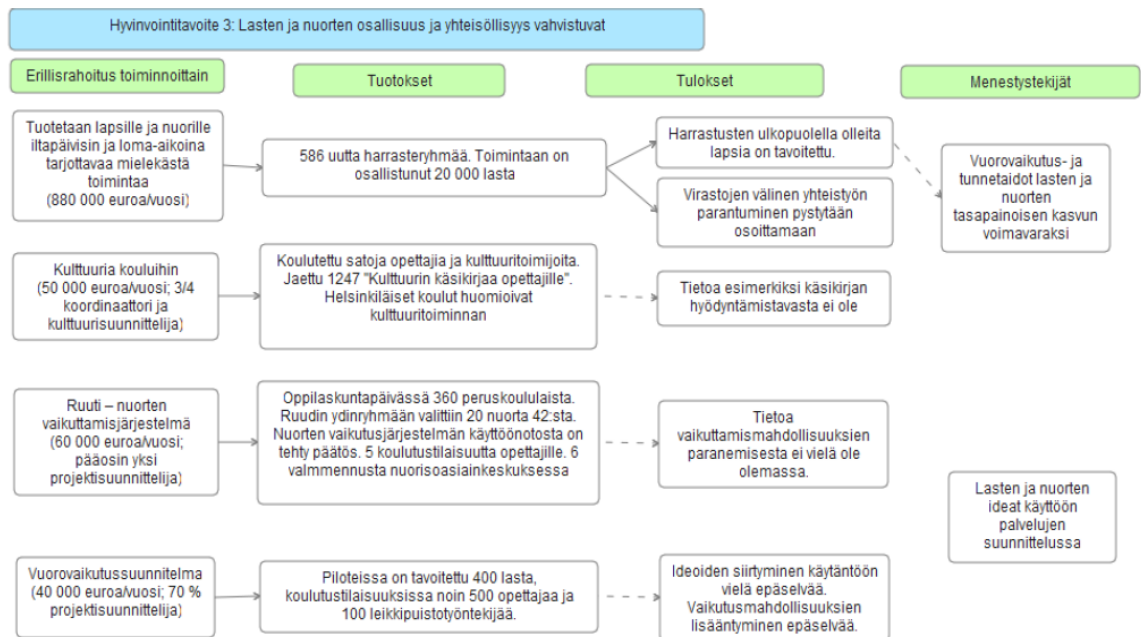 Hyvinvointitavoite 3: Lasten ja nuorten osallisuus ja yhteisöllisyys vahvistuvat
Erillisrahoitus toiminnoittain
Tuotokset
Tulokset
Menestystekijät
Tuotetaan lapsille ja nuorille
iltapäivisin ja loma-aikoina
tarjottavaa mielekästä
toimintaa
(880 000 euroa/vuosi)
586 uutta harrasteryhmää. Toimintaan on
osallistunut 20 000 lasta
Harrastusten ulkopuolella olleita
lapsia on tavoitettu.
Virastojen välinen yhteistyön
parantuminen pystytään
osoittamaan
Vuorovaikutus- ja
tunnetaidot lasten ja
nuorten
tasapainoisen kasvun
voimavaraksi
Kulttuuria kouluihin
(50 000 euroa/vuosi; 3/4
koordinaattori ja
kulttuurisuunnittelija)
Koulutettu satoja opettajia ja kulttuuritoimijoita.
Jaettu 1247 "Kulttuurin käsikirjaa opettajille".
Helsinkiläiset koulut huomioivat
kulttuuritoiminnan
Tietoa esimerkiksi käsikirjan
hyödyntämistavasta ei ole
Ruuti – nuorten
vaikuttamisjärjestelmä
(60 000 euroa/vuosi;
pääosin yksi
projektisuunnittelija)
Oppilaskuntapäivässä 360 peruskoululaista.
Ruudin ydinryhmään valittiin 20 nuorta 42:sta.
Nuorten vaikutusjärjestelmän käyttöönotosta on
tehty päätös. 5 koulutustilaisuutta opettajille. 6
valmmennusta nuorisoasiainkeskuksessa
Tietoa
vaikuttamismahdollisuuksien
paranemisesta ei vielä ole
olemassa.
Lasten ja nuorten
ideat käyttöön
palvelujen
suunnittelussa
Vuorovaikutussuunnitelma
(40 000 euroa/vuosi; 70 %
projektisuunnittelija)
Piloteissa on tavoitettu 400 lasta,
koulutustilaisuuksissa noin 500 opettajaa ja
100 leikkipuistotyöntekijää.
Ideoiden siirtyminen käytäntöön
vielä epäselvää.
Vaikutusmahdollisuuksien
lisääntyminen epäselvää.